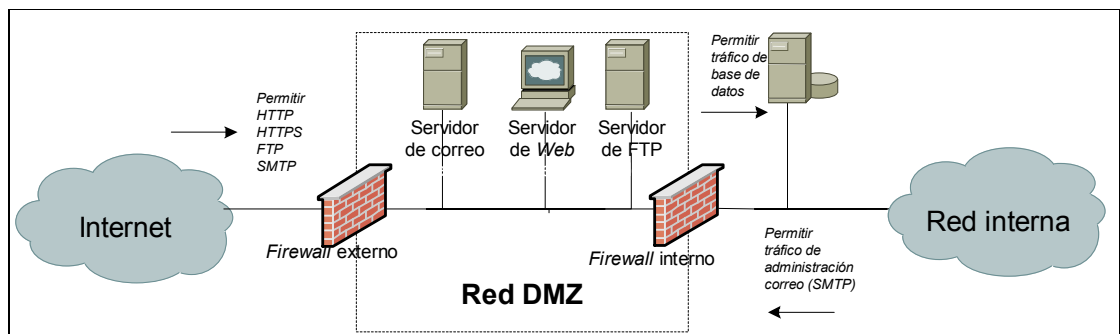 Permitir
tráfico de
base de
datos
Permitir
HTTP
HTTPS
FTP
SMTP
Servidor
de correo
Servidor
de Web
Servidor
de FTP
Internet
Red interna
Firewall externo
Firewall interno
Permitir
tráfico de
administración
correo (SMTP)
Red DMZ